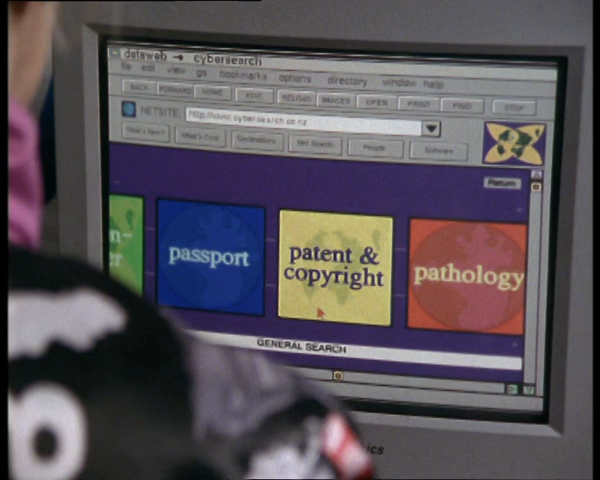 dataweb → cybersearch
file edit view go bookmarks options directory window help
BACK FORWARD HOME EDIT RELOAD IMAGES OPEN PRINT FIND STOP
NETSITE: http://www.cybersearch.co.nz
What's New? What's Cool Destinations Net Search People Software
Return
passport
patent &
copyright
pathology
GENERAL SEARCH
ics